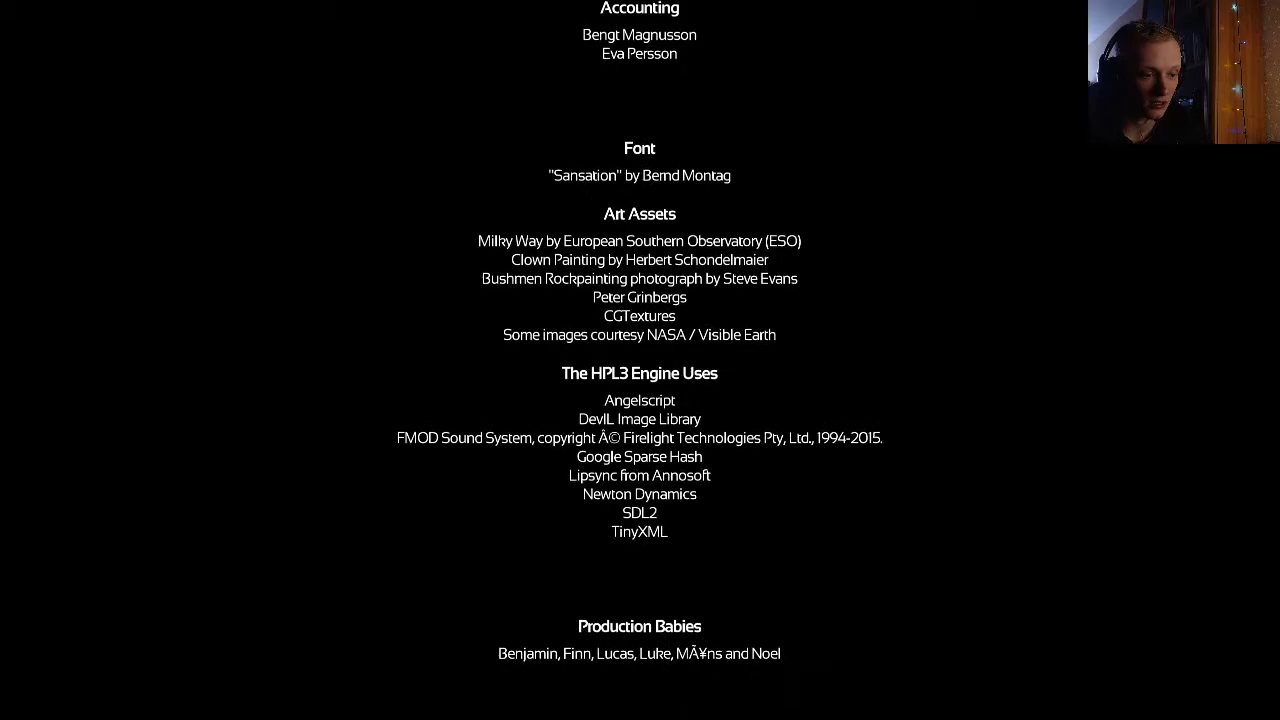 Accounting
Bengt Magnusson
Eva Persson
Font
"Sansation" by Bernd Montag
Art Assets
Milky Way by European Southern Observatory (ESO)
Clown Painting by Herbert Schondelmaier
Bushmen Rockpainting photograph by Steve Evans
Peter Grinbergs
CGTextures
Some images courtesy NASA / Visible Earth
The HPL3 Engine Uses
Angelscript
DevIL Image Library
FMOD Sound System, copyright Â© Firelight Technologies Pty, Ltd., 1994-2015.
Google Sparse Hash
Lipsync from Annosoft
Newton Dynamics
SDL2
TinyXML
Production Babies
Benjamin, Finn, Lucas, Luke, MÃ¥ns and Noel